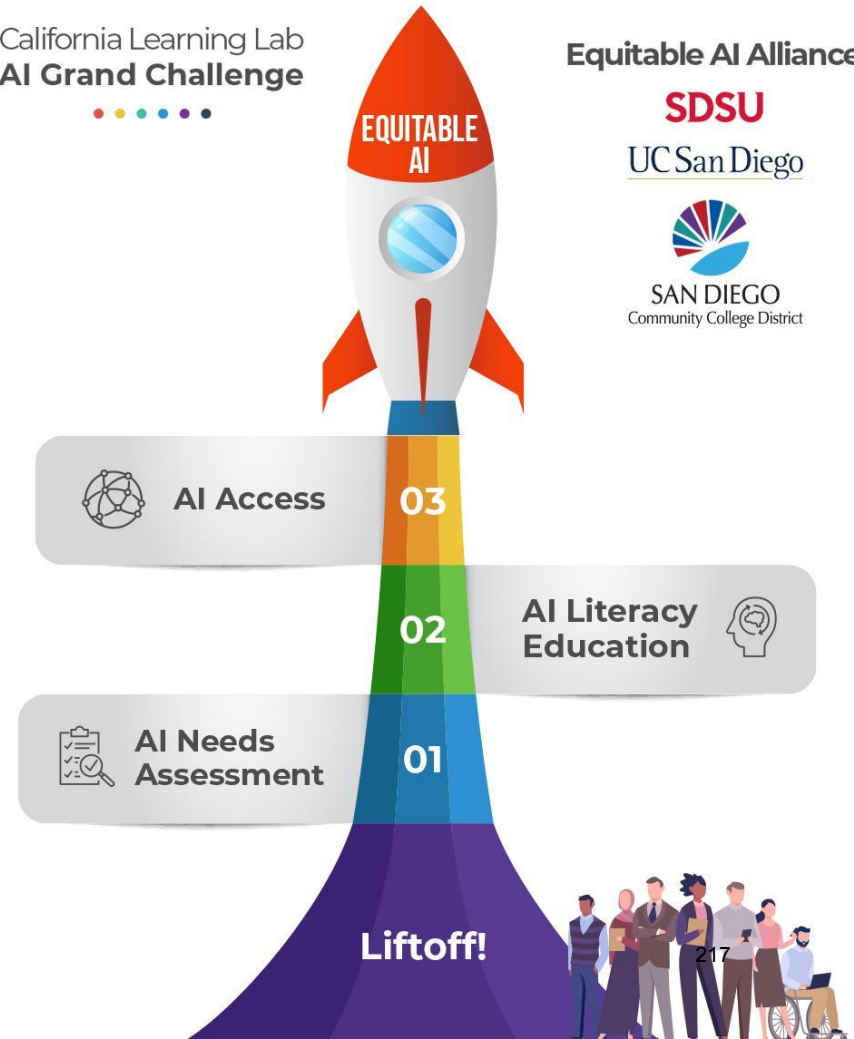 California Learning Lab
AI Grand Challenge
Equitable AI Alliance
SDSU
UC San Diego
SAN DIEGO
Community College District
EQUITABLE
AI
AI Access
03
02
AI Literacy
Education
AI Needs
Assessment
01
Liftoff!
217